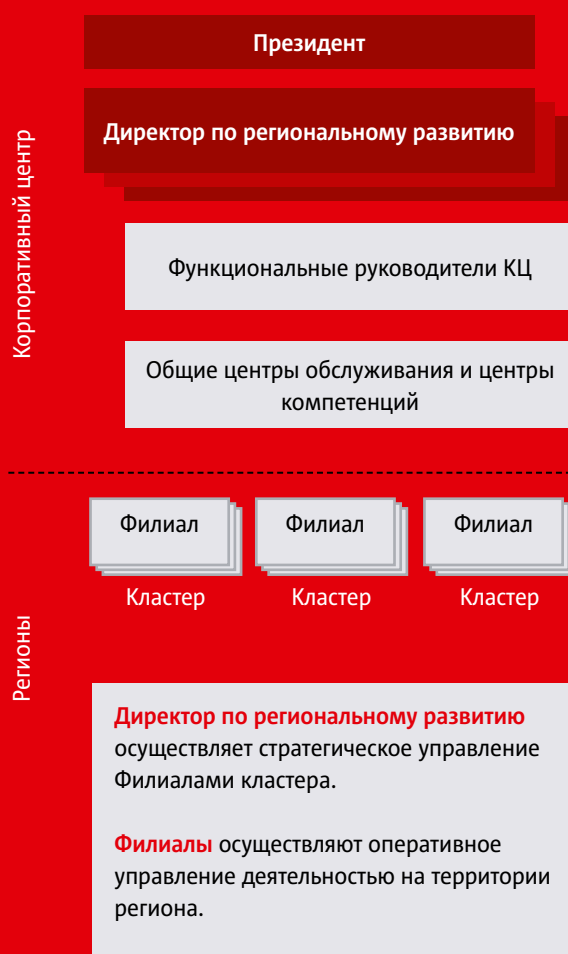 Корпоративный центр
Президент
Директор по региональному развитию
Функциональные руководители КЦ
Общие центры обслуживания и центры
компетенций
Регионы
Филиал
Филиал
Филиал
Кластер
Кластер
Кластер
Директор по региональному развитию
осуществляет стратегическое управление
Филиалами кластера.
Филиалы осуществляют оперативное
управление деятельностью на территории
региона.